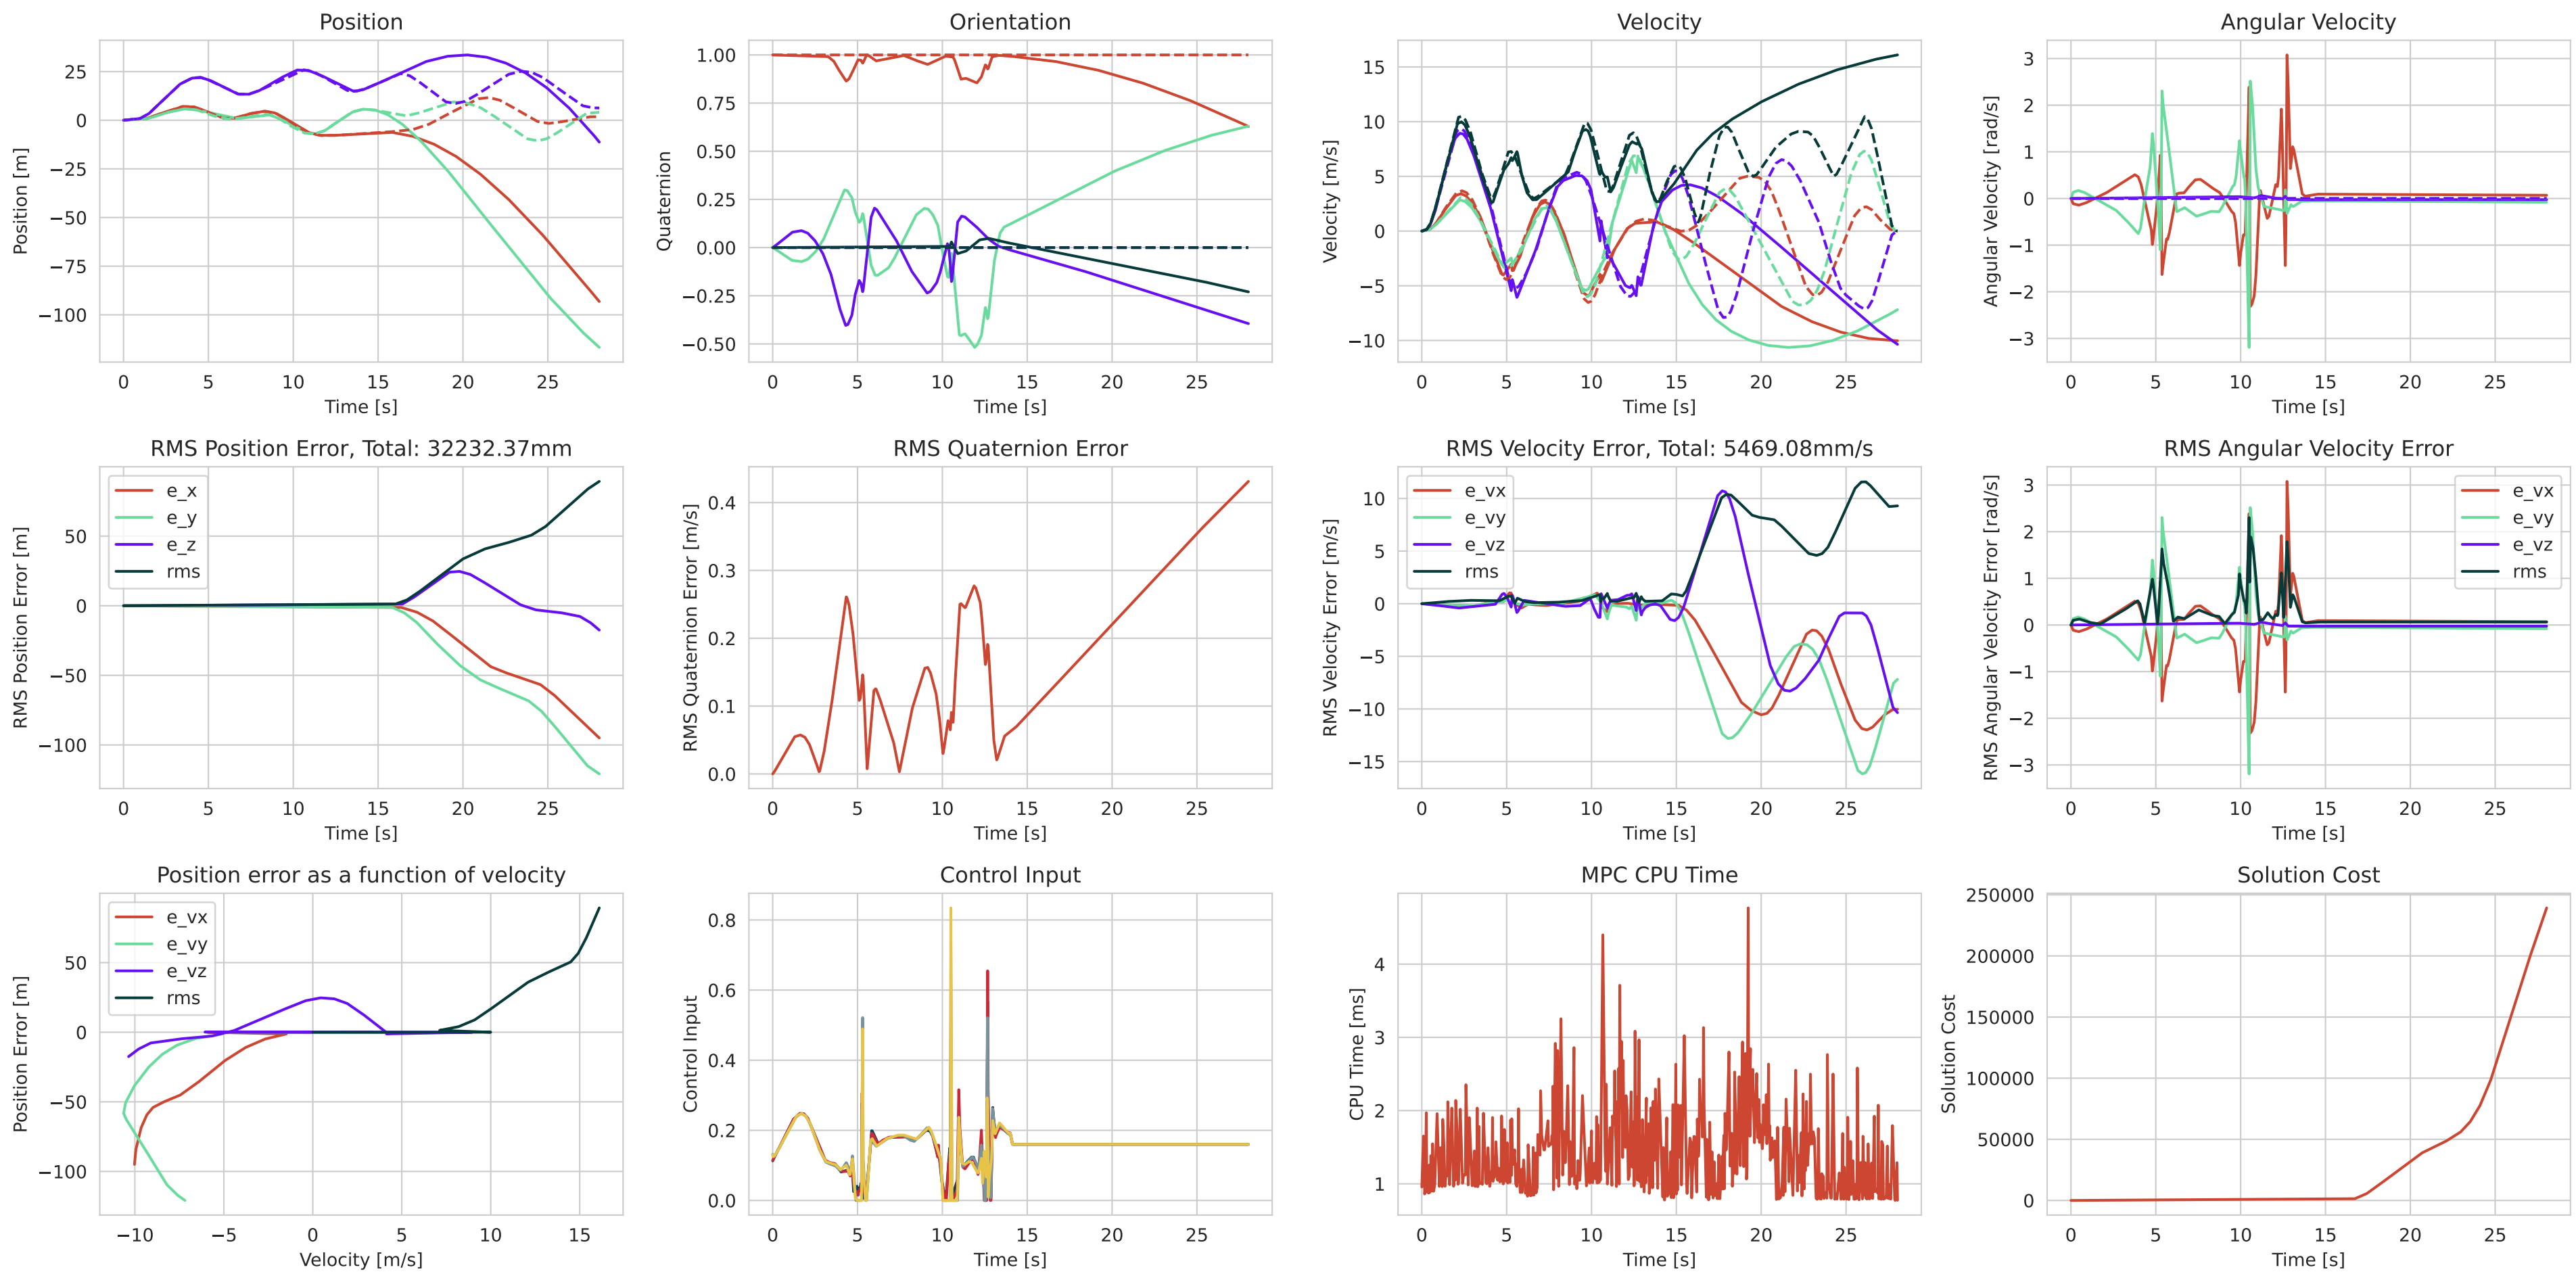 Position
Position [m]
25
0
−25
−50
−75
−100
0 5 10 15 20 25
Time [s]
Orientation
Quaternion
1.00
0.75
0.50
0.25
0.00
−0.25
−0.50
0 5 10 15 20 25
Time [s]
Velocity
Velocity [m/s]
15
10
5
0
−5
−10
0 5 10 15 20 25
Time [s]
Angular Velocity
Angular Velocity [rad/s]
3
2
1
0
−1
−2
−3
0 5 10 15 20 25
Time [s]
RMS Position Error, Total: 32232.37mm
RMS Position Error [m]
e_x
e_y
e_z
rms
50
0
−50
−100
0 5 10 15 20 25
Time [s]
RMS Quaternion Error
RMS Quaternion Error [m/s]
0.4
0.3
0.2
0.1
0.0
0 5 10 15 20 25
Time [s]
RMS Velocity Error, Total: 5469.08mm/s
RMS Velocity Error [m/s]
e_vx
e_vy
e_vz
rms
10
5
0
−5
−10
−15
0 5 10 15 20 25
Time [s]
RMS Angular Velocity Error
RMS Angular Velocity Error [rad/s]
e_vx
e_vy
e_vz
rms
3
2
1
0
−1
−2
−3
0 5 10 15 20 25
Time [s]
Position error as a function of velocity
Position Error [m]
e_vx
e_vy
e_vz
rms
50
0
−50
−100
−10 −5 0 5 10 15
Velocity [m/s]
Control Input
Control Input
0.8
0.6
0.4
0.2
0.0
0 5 10 15 20 25
Time [s]
MPC CPU Time
CPU Time [ms]
4
3
2
1
0 5 10 15 20 25
Time [s]
Solution Cost
Solution Cost
250000
200000
150000
100000
50000
0
0 5 10 15 20 25
Time [s]